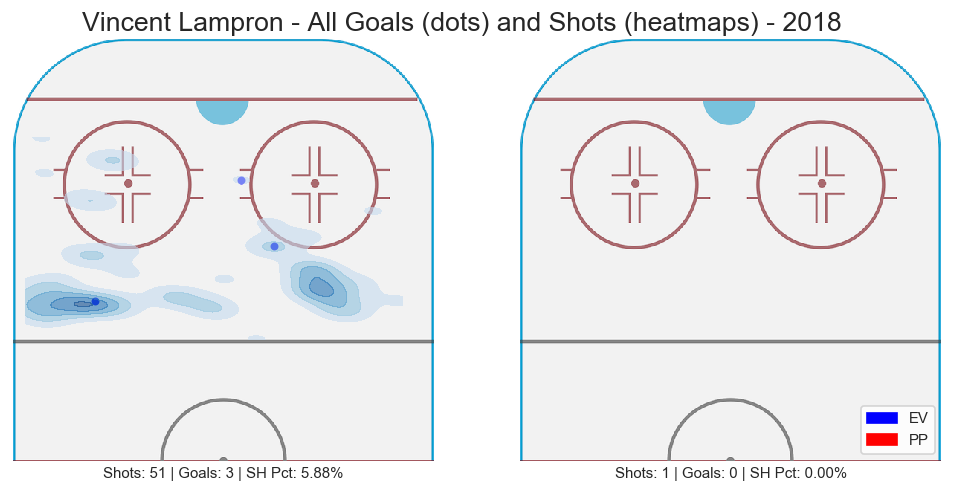 Vincent Lampron - All Goals (dots) and Shots (heatmaps) - 2018
EV
PP
Shots: 51 | Goals: 3 | SH Pct: 5.88%
Shots: 1 | Goals: 0 | SH Pct: 0.00%